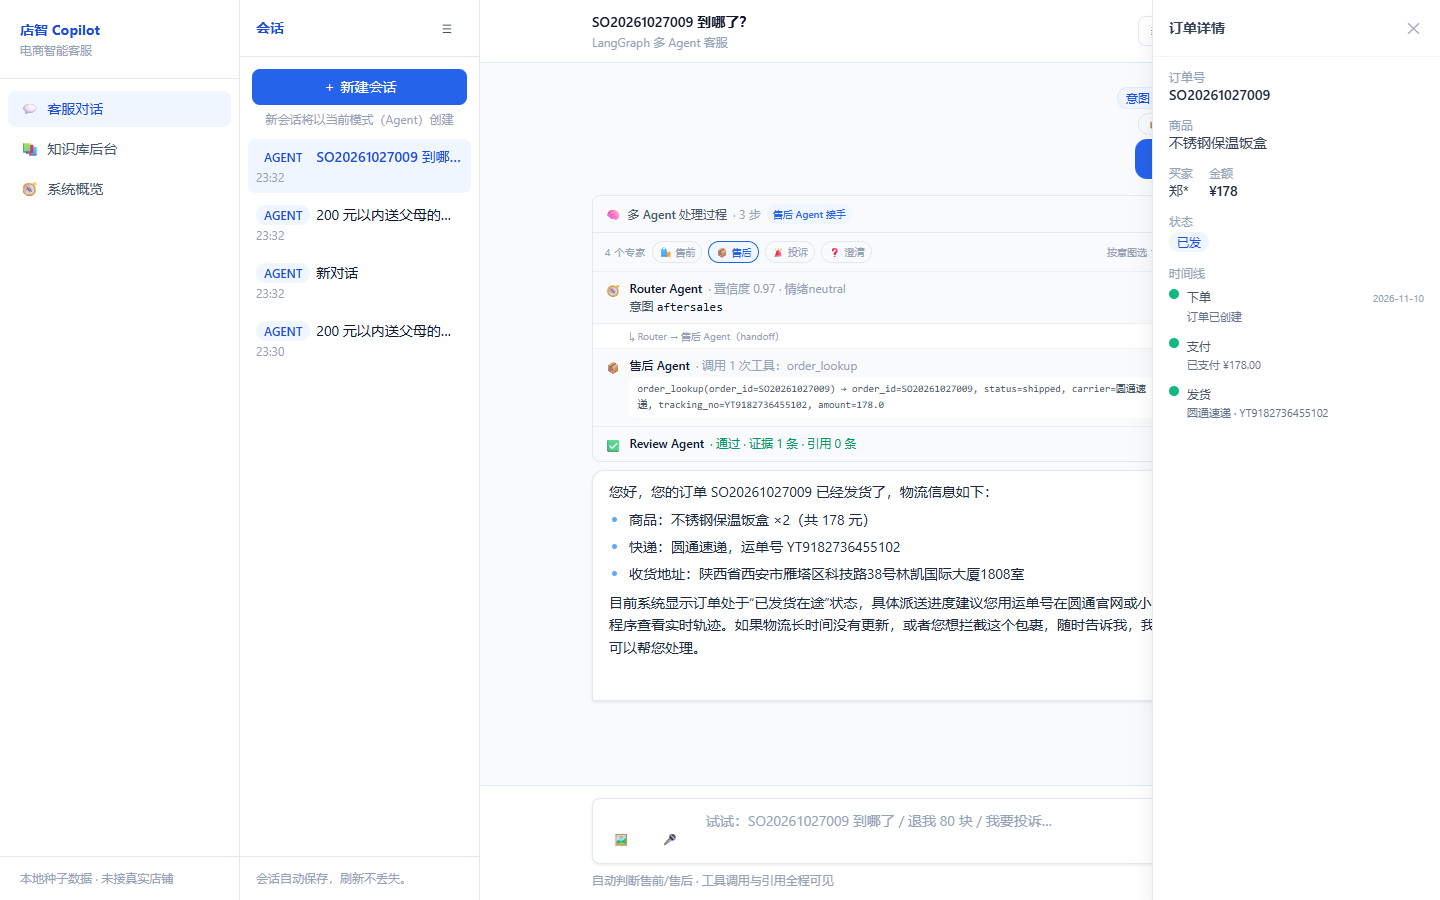 店智 Copilot
电商智能客服
客服对话
知识库后台
系统概览
本地种子数据 · 未接真实店铺
会话
☰
+ 新建会话
新会话将以当前模式（Agent）创建
AGENT SO20261027009 到哪...
23:32
AGENT 200 元以内送父母的...
23:32
AGENT 新对话
23:32
AGENT 200 元以内送父母的...
23:30
会话自动保存，刷新不丢失。
SO20261027009 到哪了？
LangGraph 多 Agent 客服
意图
多 Agent 处理过程 · 3 步 售后 Agent 接手
4 个专家 售前 售后 投诉 澄清 按意图选
Router Agent · 置信度 0.97 · 情绪neutral
意图 aftersales
↳ Router → 售后 Agent（handoff）
售后 Agent · 调用 1 次工具：order_lookup
order_lookup(order_id=SO20261027009) → order_id=SO20261027009, status=shipped, carrier=圆通速
递, tracking_no=YT9182736455102, amount=178.0
Review Agent · 通过 · 证据 1 条 · 引用 0 条
您好，您的订单 SO20261027009 已经发货了，物流信息如下：
• 商品：不锈钢保温饭盒 ×2（共 178 元）
• 快递：圆通速递，运单号 YT9182736455102
• 收货地址：陕西省西安市雁塔区科技路38号林凯国际大厦1808室
目前系统显示订单处于“已发货在途”状态，具体派送进度建议您用运单号在圆通官网或小
程序查看实时轨迹。如果物流长时间没有更新，或者您想拦截这个包裹，随时告诉我，我
可以帮您处理。
试试：SO20261027009 到哪了 / 退我 80 块 / 我要投诉...
自动判断售前/售后 · 工具调用与引用全程可见
订单详情
订单号
SO20261027009
商品
不锈钢保温饭盒
买家 金额
郑* ¥178
状态
已发
时间线
下单 2026-11-10
订单已创建
支付
已支付 ¥178.00
发货
圆通速递 · YT9182736455102